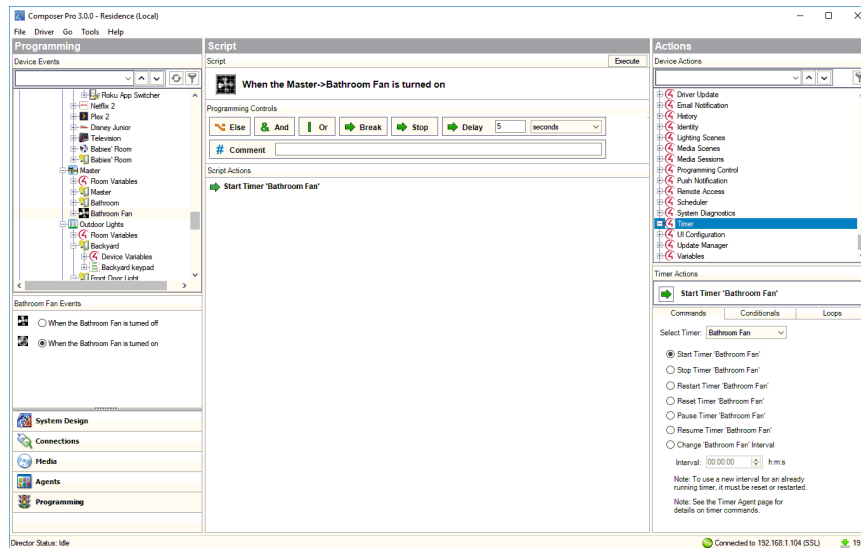 Composer Pro 3.0.0 - Residence (Local)
File Driver Go Tools Help
Programming
Device Events
Roku App Switcher
Netflix 2
Plex 2
Disney Junior
Television
Babies' Room
Babies' Room
Master
Room Variables
Master
Bathroom
Bathroom Fan
Outdoor Lights
Room Variables
Backyard
Device Variables
Backyard keypad
Front Door Light
Bathroom Fan Events
When the Bathroom Fan is turned off
When the Bathroom Fan is turned on
System Design
Connections
Media
Agents
Programming
Script
Script
Execute
When the Master->Bathroom Fan is turned on
Programming Controls
Else And Or Break Stop Delay 5 seconds
# Comment
Script Actions
Start Timer 'Bathroom Fan'
Actions
Device Actions
Driver Update
Email Notification
History
Identity
Lighting Scenes
Media Scenes
Media Sessions
Programming Control
Push Notification
Remote Access
Scheduler
System Diagnostics
Timer
UI Configuration
Update Manager
Variables
Timer Actions
Start Timer 'Bathroom Fan'
Commands Conditionals Loops
Select Timer: Bathroom Fan
Start Timer 'Bathroom Fan'
Stop Timer 'Bathroom Fan'
Restart Timer 'Bathroom Fan'
Reset Timer 'Bathroom Fan'
Pause Timer 'Bathroom Fan'
Resume Timer 'Bathroom Fan'
Change 'Bathroom Fan' Interval
Interval: 00:00:00 h:m:s
Note: To use a new interval for an already
running timer, it must be reset or restarted.
Note: See the Timer Agent page for
details on timer commands.
Director Status: Idle
Connected to 192.168.1.104 (SSL) 19